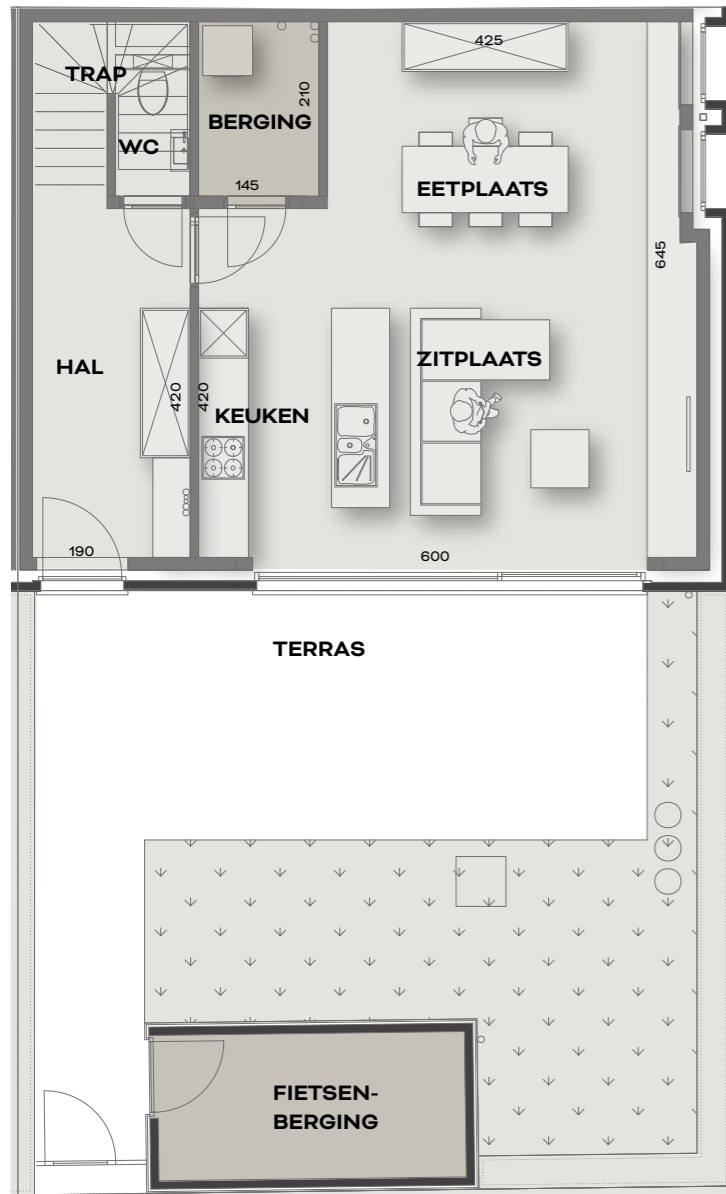 425
TRAP
210
BERGING
WC
145
EETPLAATS
645
HAL
ZITPLAATS
420
420
KEUKEN
190
600
TERRAS
FIETSEN-
BERGING